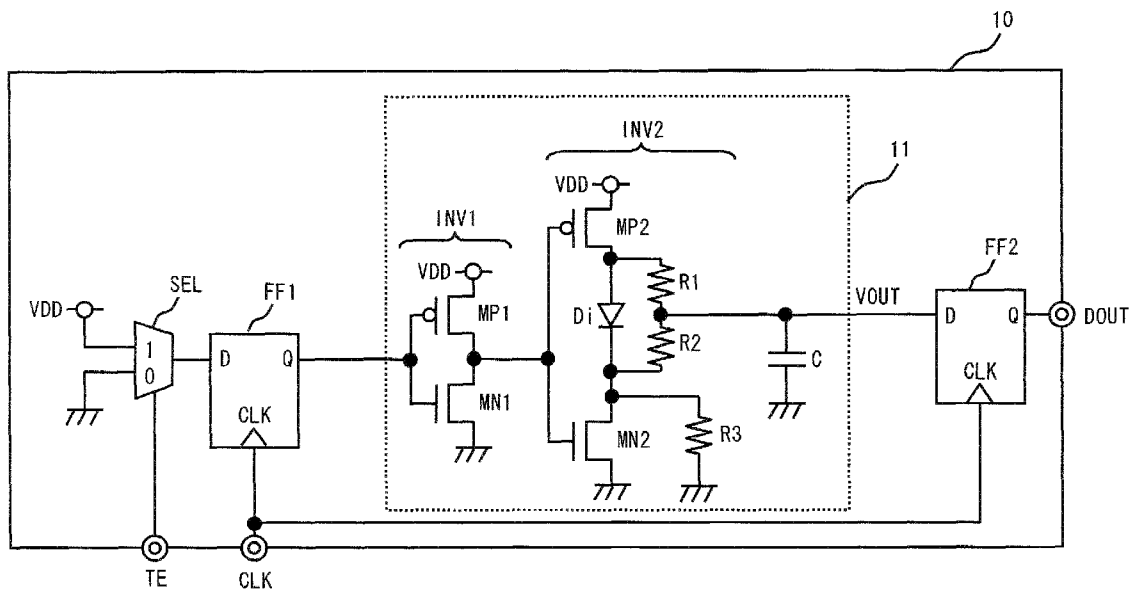 10
11
INV2
VDD
MP2
INV1
VDD
MP1
R1
Di
R2
VOUT
C
FF2
D
Q
CLK
DOUT
VDD
SEL
1
0
FF1
D
Q
CLK
MN1
MN2
R3
TE
CLK